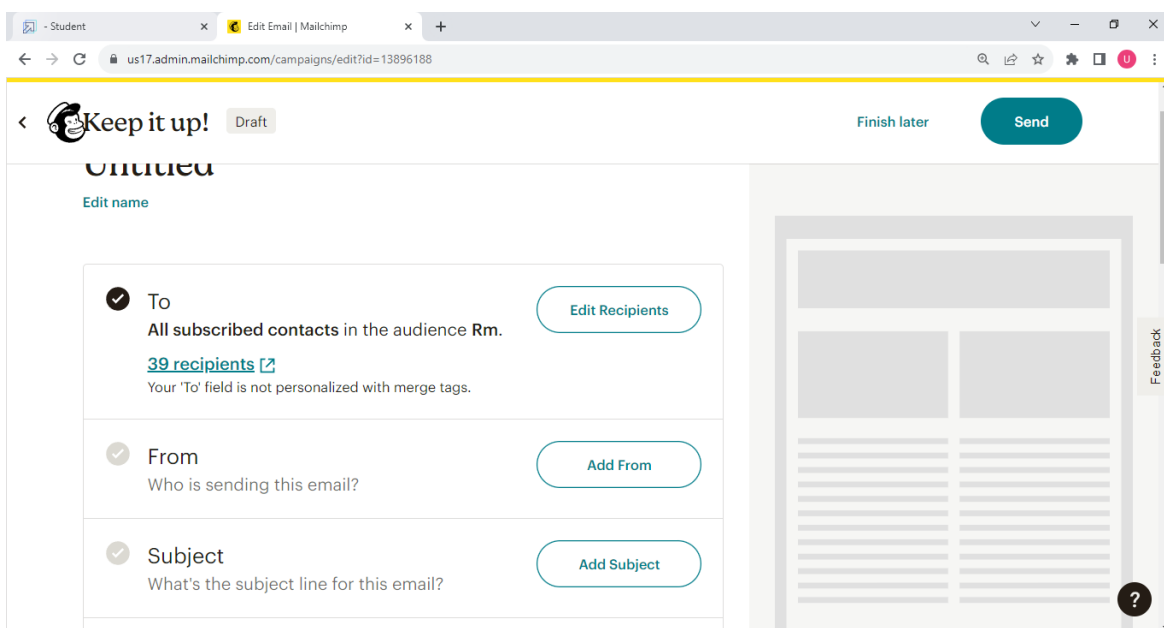 - Student
Edit Email | Mailchimp
us17.admin.mailchimp.com/campaigns/edit?id=13896188
U
Keep it up!
Draft
Finish later
Send
Untitled
Edit name
To
Edit Recipients
All subscribed contacts in the audience Rm.
39 recipients
Your 'To' field is not personalized with merge tags.
Feedback
From
Add From
Who is sending this email?
Subject
Add Subject
What's the subject line for this email?
?